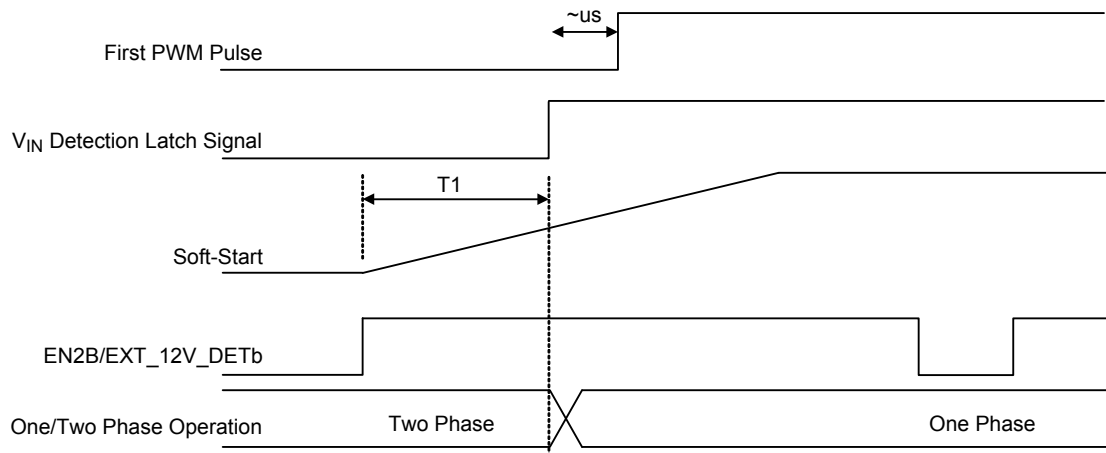 ~us
First PWM Pulse
VIN Detection Latch Signal
T1
Soft-Start
EN2B/EXT_12V_DETb
One/Two Phase Operation
Two Phase
One Phase